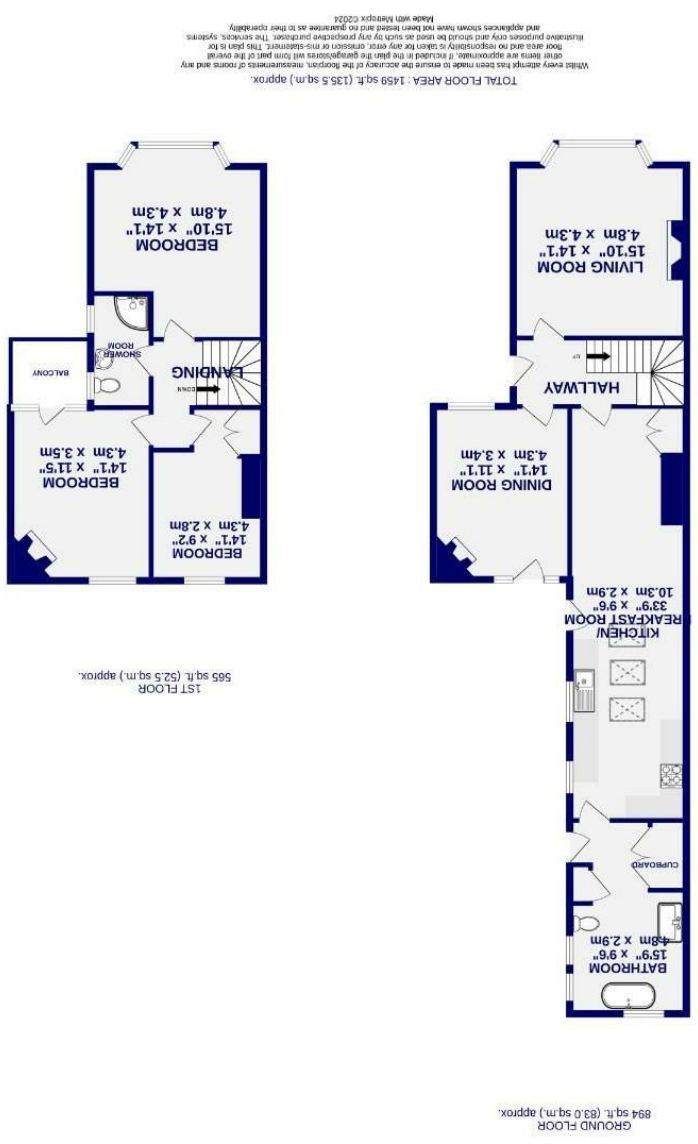 GROUND FLOOR
894 sq.ft. (83.0 sq.m.) approx.
BATHROOM
15'9" x 9'6"
4.8m x 2.9m
CUPBOARD
KITCHEN/
BREAKFAST ROOM
33'9" x 9'6"
10.3m x 2.9m
DINING ROOM
14'1" x 11'1"
4.3m x 3.4m
HALLWAY
UP
LIVING ROOM
15'10" x 14'1"
4.8m x 4.3m
1ST FLOOR
565 sq.ft. (52.5 sq.m.) approx.
BEDROOM
14'1" x 9'2"
4.3m x 2.8m
BEDROOM
14'1" x 11'5"
4.3m x 3.5m
DOWN
LANDING
BALCONY
SHOWER
ROOM
BEDROOM
15'10" x 14'1"
4.8m x 4.3m
TOTAL FLOOR AREA : 1459 sq.ft. (135.5 sq.m.) approx.
Whilst every attempt has been made to ensure the accuracy of the floorplan, measurements of rooms and any
other items are approximate, if included in the plan the garage/stores will form part of the overall
floor area and no responsibility is taken for any error, omission or mis-statement. This plan is for
illustrative purposes only and should be used as such by any prospective purchaser. The services, systems
and appliances shown have not been tested and no guarantee as to their operability.
Made with Metropix ©2024